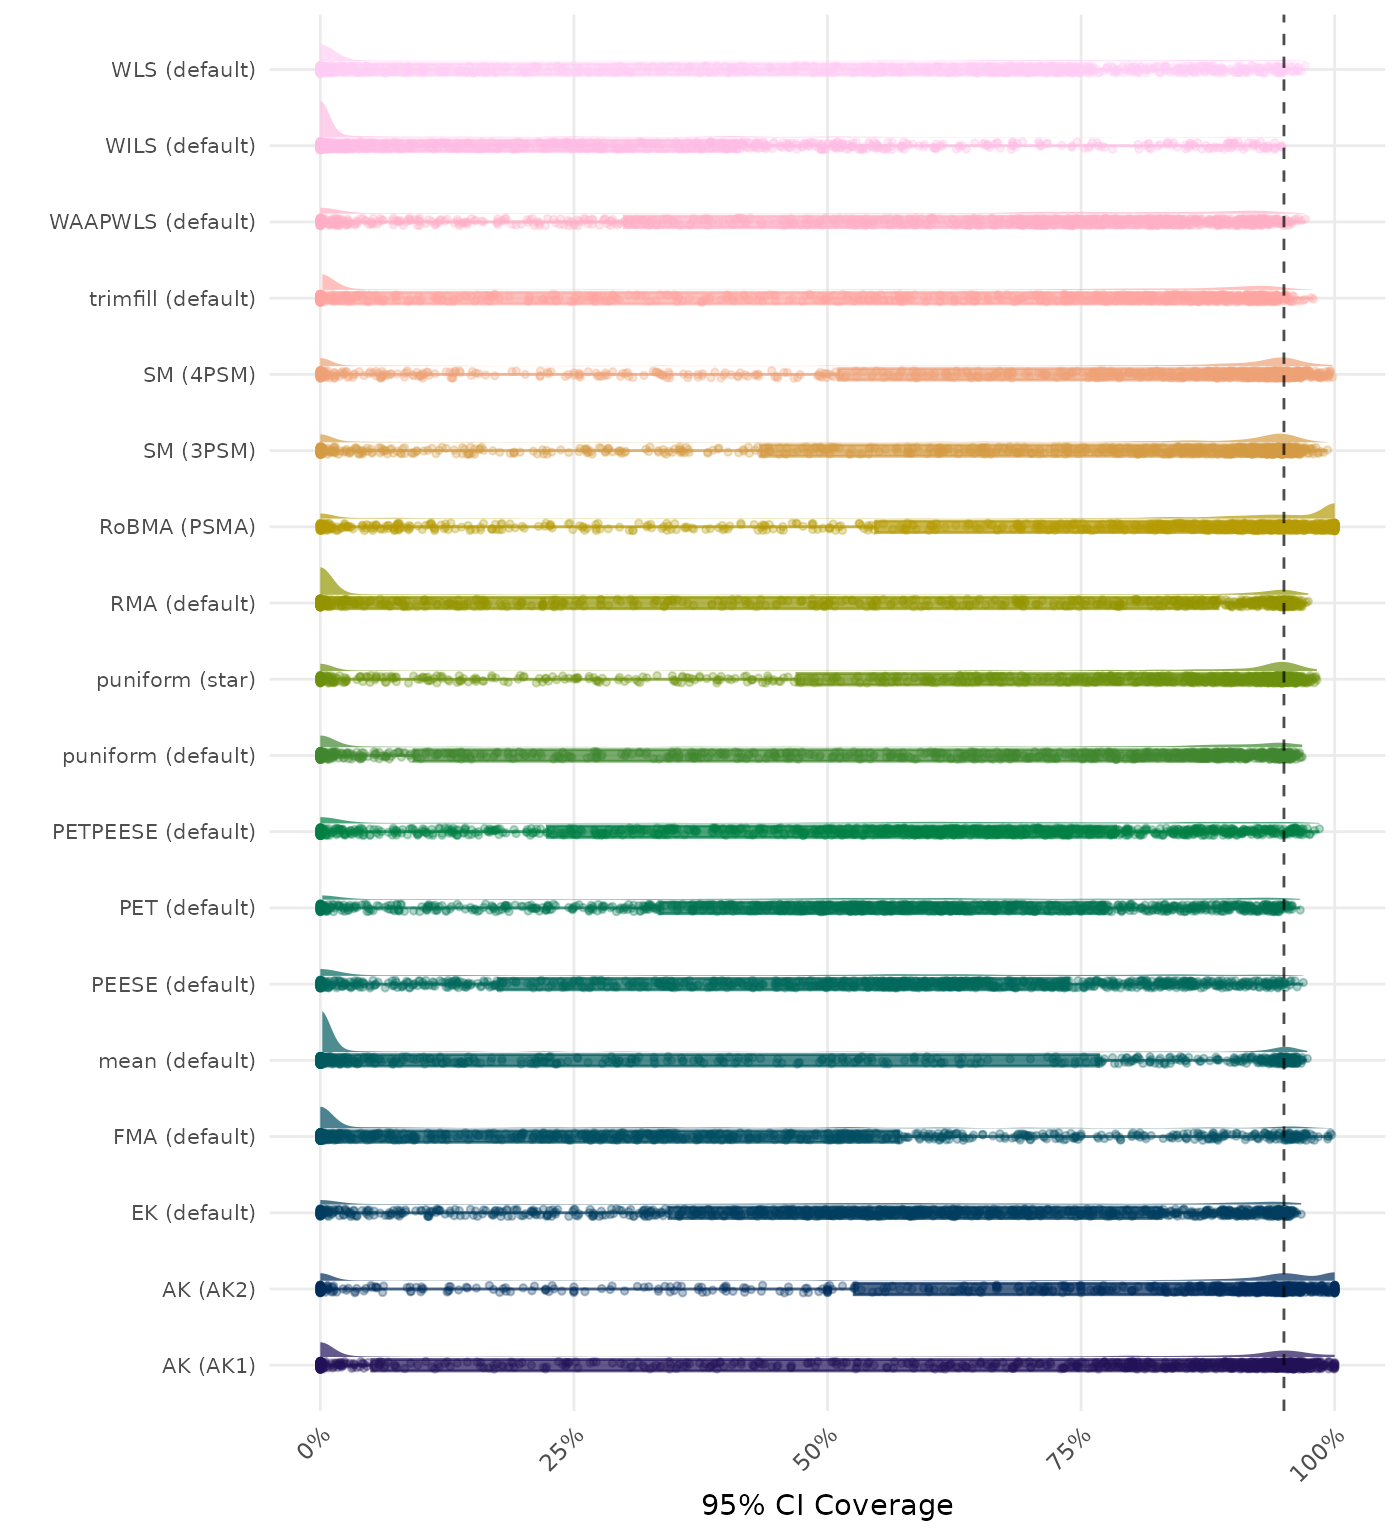 WLS (default)
WILS (default)
WAAPWLS (default)
trimfill (default)
SM (4PSM)
SM (3PSM)
RoBMA (PSMA)
RMA (default)
puniform (star)
puniform (default)
PETPEESE (default)
PET (default)
PEESE (default)
mean (default)
FMA (default)
EK (default)
AK (AK2)
AK (AK1)
0%
25%
50%
75%
100%
95% CI Coverage